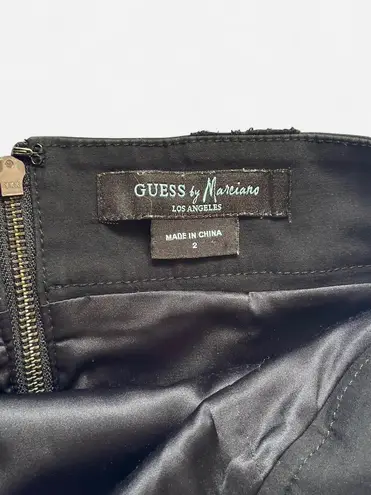 GUESS by Marciano
LOS ANGELES
MADE IN CHINA
2